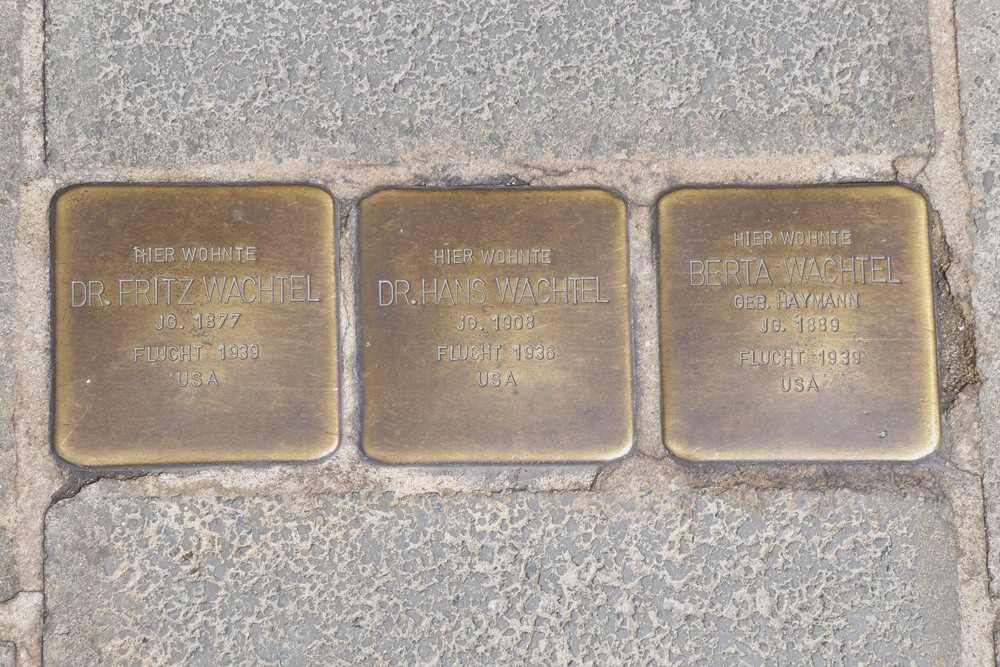 HIER WOHNTE
DR. FRITZ WACHTEL
JG. 1877
FLUCHT 1939
USA
HIER WOHNTE
DR. HANS WACHTEL
JG. 1908
FLUCHT 1938
USA
HIER WOHNTE
BERTA WACHTEL
GEB. HAYMANN
JG. 1889
FLUCHT 1939
USA